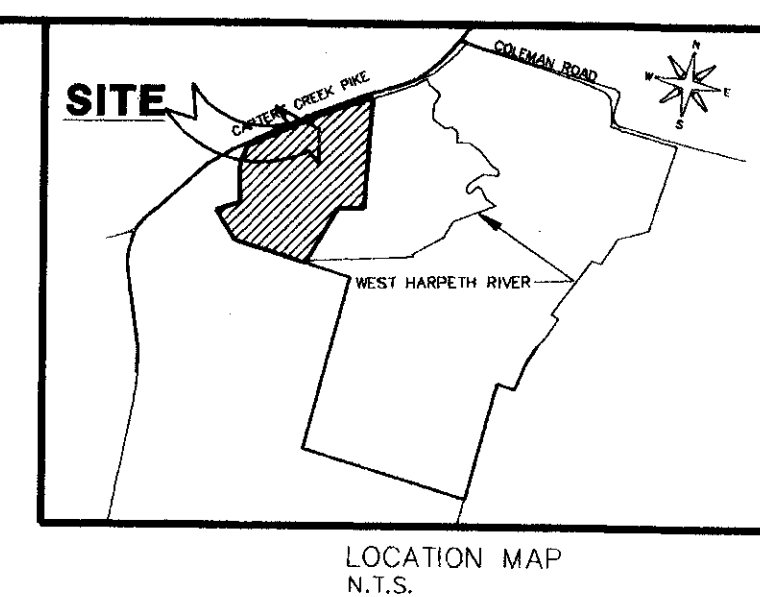 SITE
CARTERS CREEK PIKE
COLEMAN ROAD
N
W
E
S
WEST HARPETH RIVER
LOCATION MAP
N.T.S.